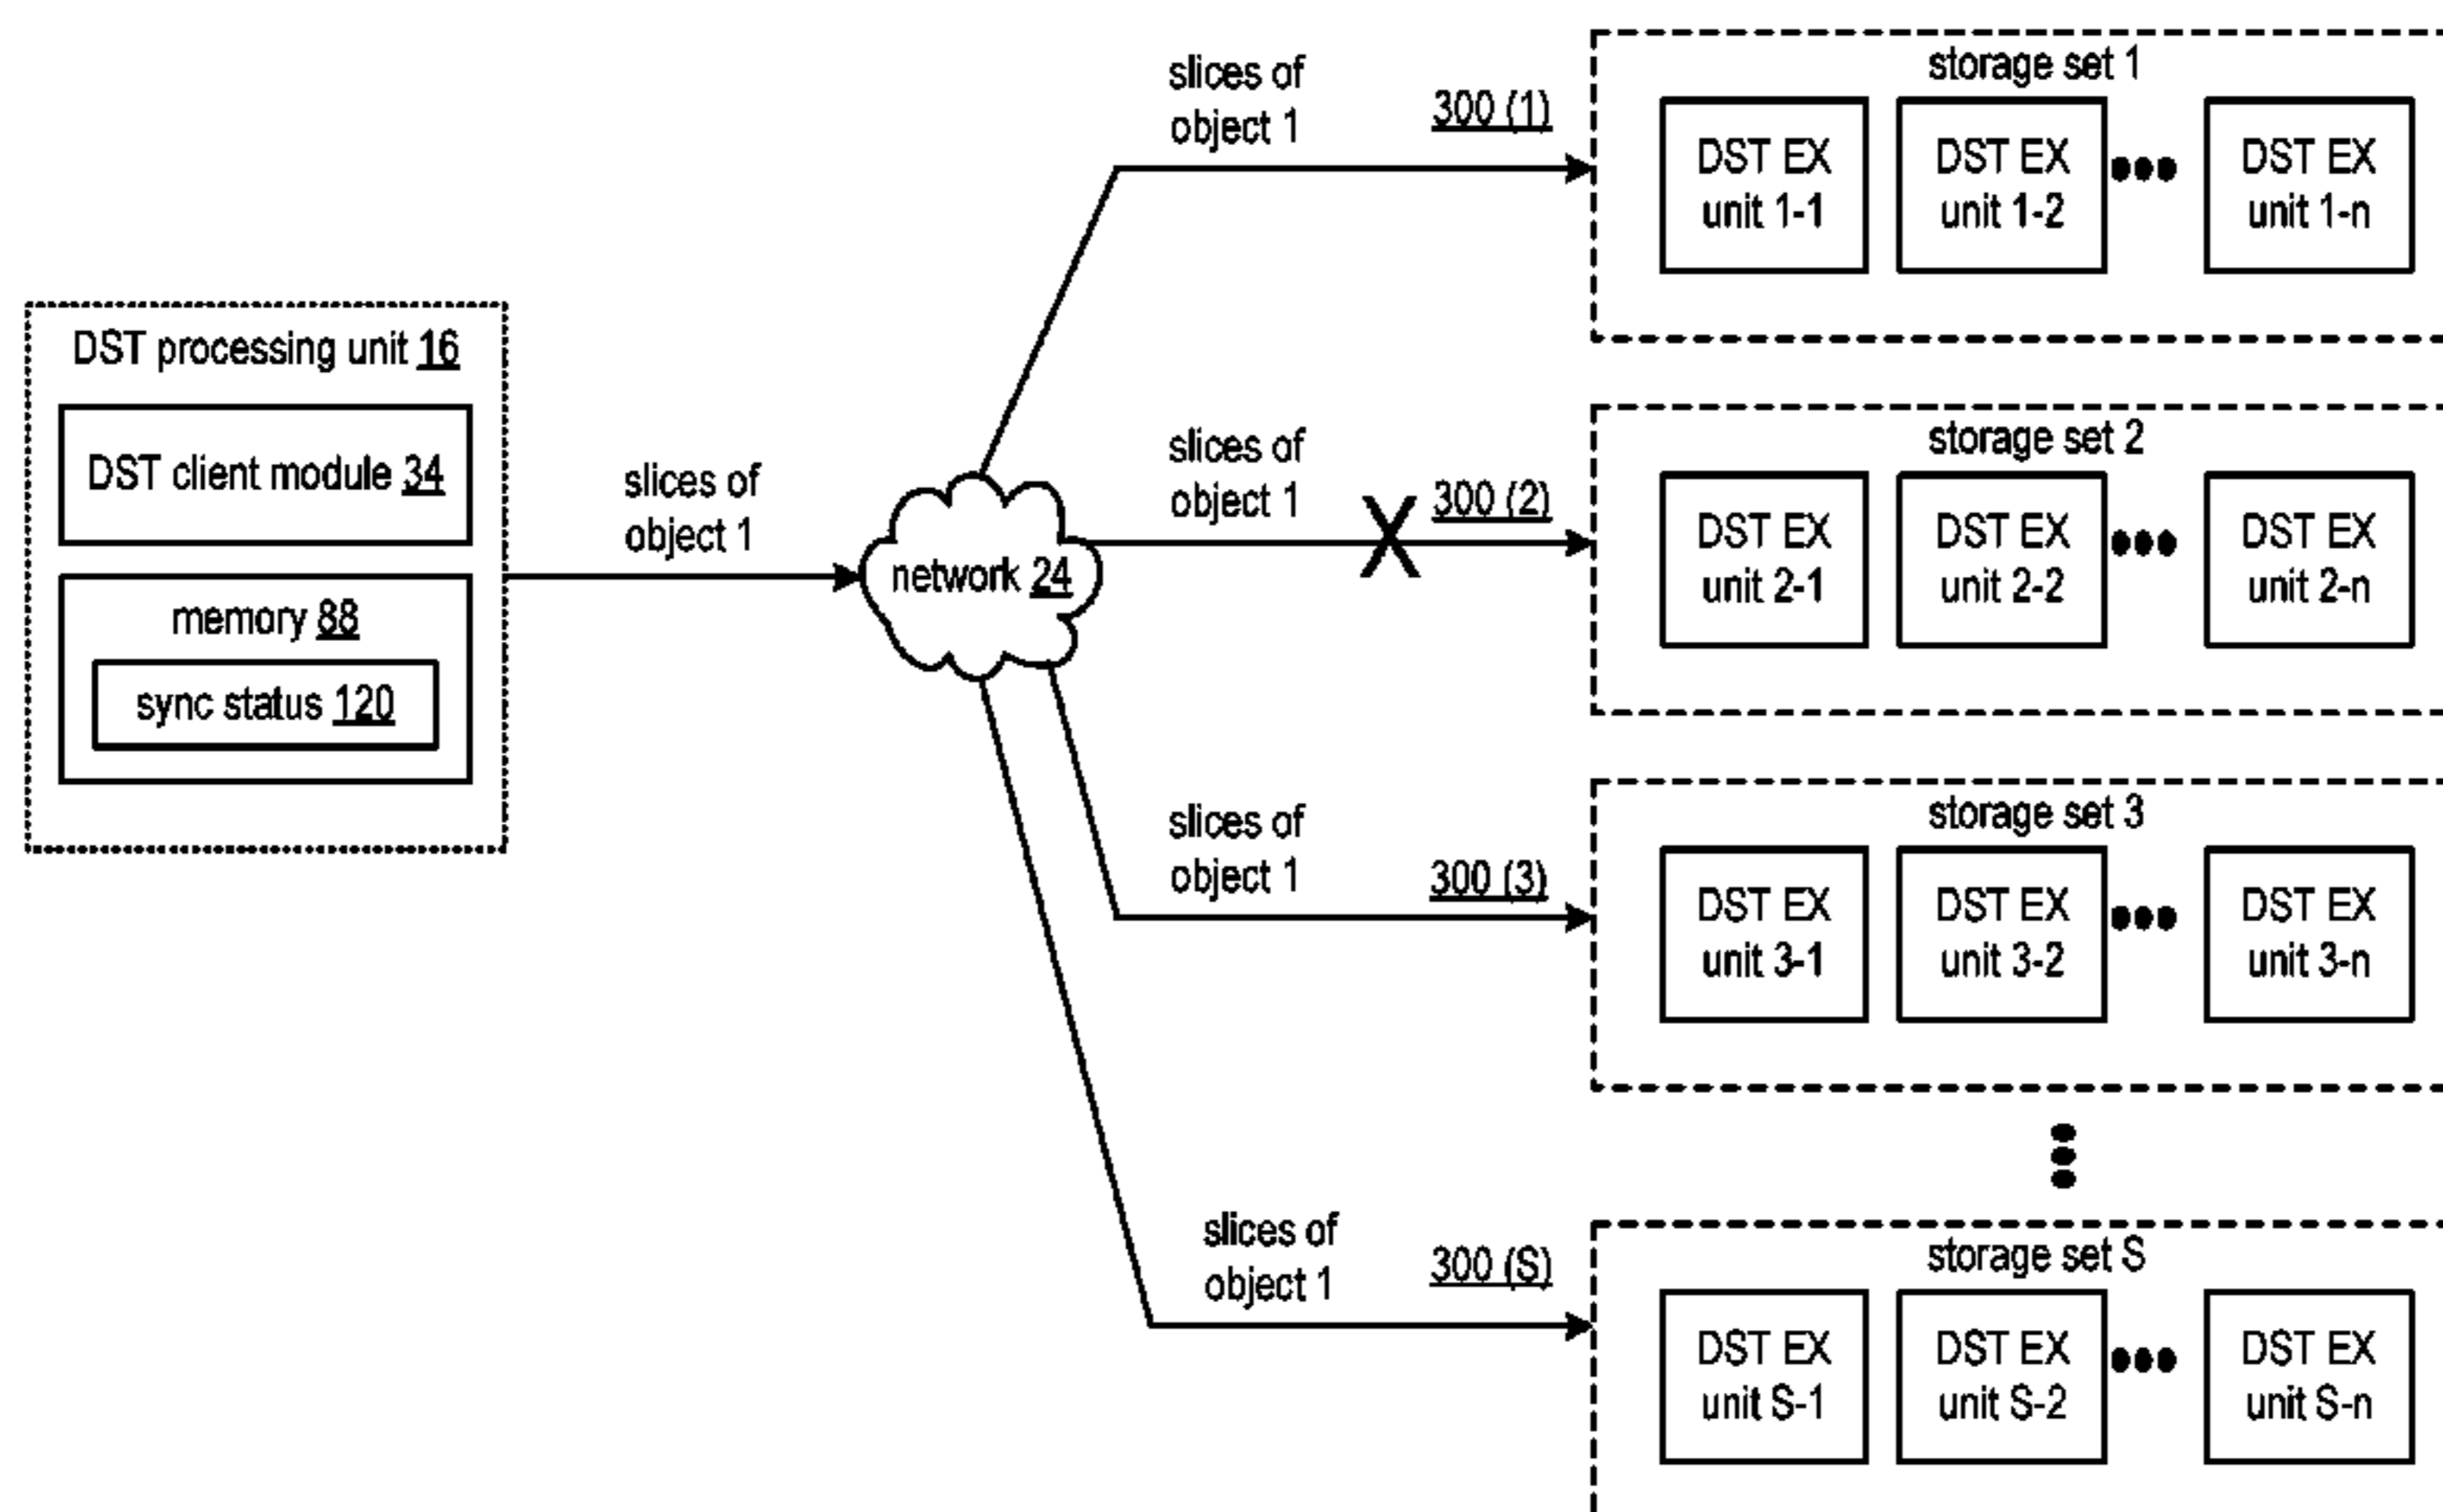 DST processing unit 16
DST client module 34
memory 88
sync status 120
slices of
object 1
network 24
slices of
object 1
300 (1)
storage set 1
DST EX
unit 1-1
DST EX
unit 1-2
DST EX
unit 1-n
slices of
object 1
X
300 (2)
storage set 2
DST EX
unit 2-1
DST EX
unit 2-2
DST EX
unit 2-n
slices of
object 1
300 (3)
storage set 3
DST EX
unit 3-1
DST EX
unit 3-2
DST EX
unit 3-n
slices of
object 1
300 (S)
storage set S
DST EX
unit S-1
DST EX
unit S-2
DST EX
unit S-n